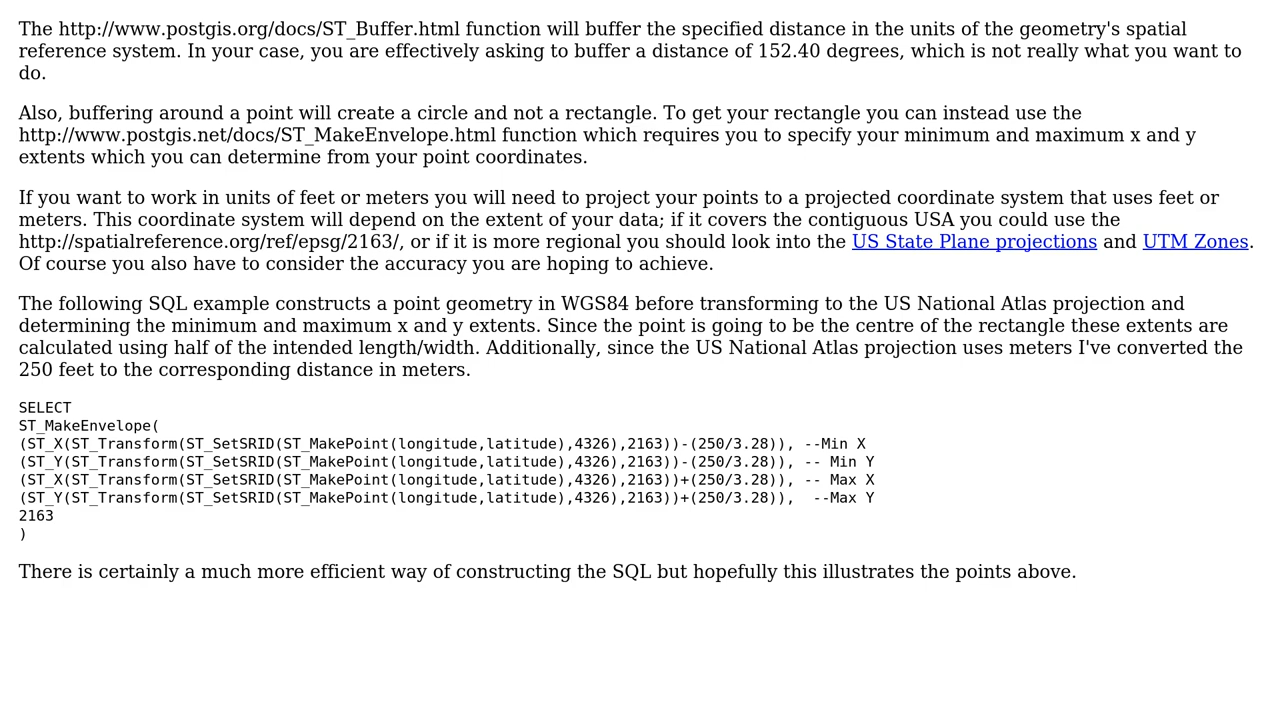 The http://www.postgis.org/docs/ST_Buffer.html function will buffer the specified distance in the units of the geometry's spatial
reference system. In your case, you are effectively asking to buffer a distance of 152.40 degrees, which is not really what you want to
do.
Also, buffering around a point will create a circle and not a rectangle. To get your rectangle you can instead use the
http://www.postgis.net/docs/ST_MakeEnvelope.html function which requires you to specify your minimum and maximum x and y
extents which you can determine from your point coordinates.
If you want to work in units of feet or meters you will need to project your points to a projected coordinate system that uses feet or
meters. This coordinate system will depend on the extent of your data; if it covers the contiguous USA you could use the
http://spatialreference.org/ref/epsg/2163/, or if it is more regional you should look into the US State Plane projections and UTM Zones.
Of course you also have to consider the accuracy you are hoping to achieve.
The following SQL example constructs a point geometry in WGS84 before transforming to the US National Atlas projection and
determining the minimum and maximum x and y extents. Since the point is going to be the centre of the rectangle these extents are
calculated using half of the intended length/width. Additionally, since the US National Atlas projection uses meters I've converted the
250 feet to the corresponding distance in meters.
SELECT
ST_MakeEnvelope(
(ST_X(ST_Transform(ST_SetSRID(ST_MakePoint(longitude,latitude),4326),2163))-(250/3.28)), --Min X
(ST_Y(ST_Transform(ST_SetSRID(ST_MakePoint(longitude,latitude),4326),2163))-(250/3.28)), -- Min Y
(ST_X(ST_Transform(ST_SetSRID(ST_MakePoint(longitude,latitude),4326),2163))+(250/3.28)), -- Max X
(ST_Y(ST_Transform(ST_SetSRID(ST_MakePoint(longitude,latitude),4326),2163))+(250/3.28)),  --Max Y
2163
)
There is certainly a much more efficient way of constructing the SQL but hopefully this illustrates the points above.